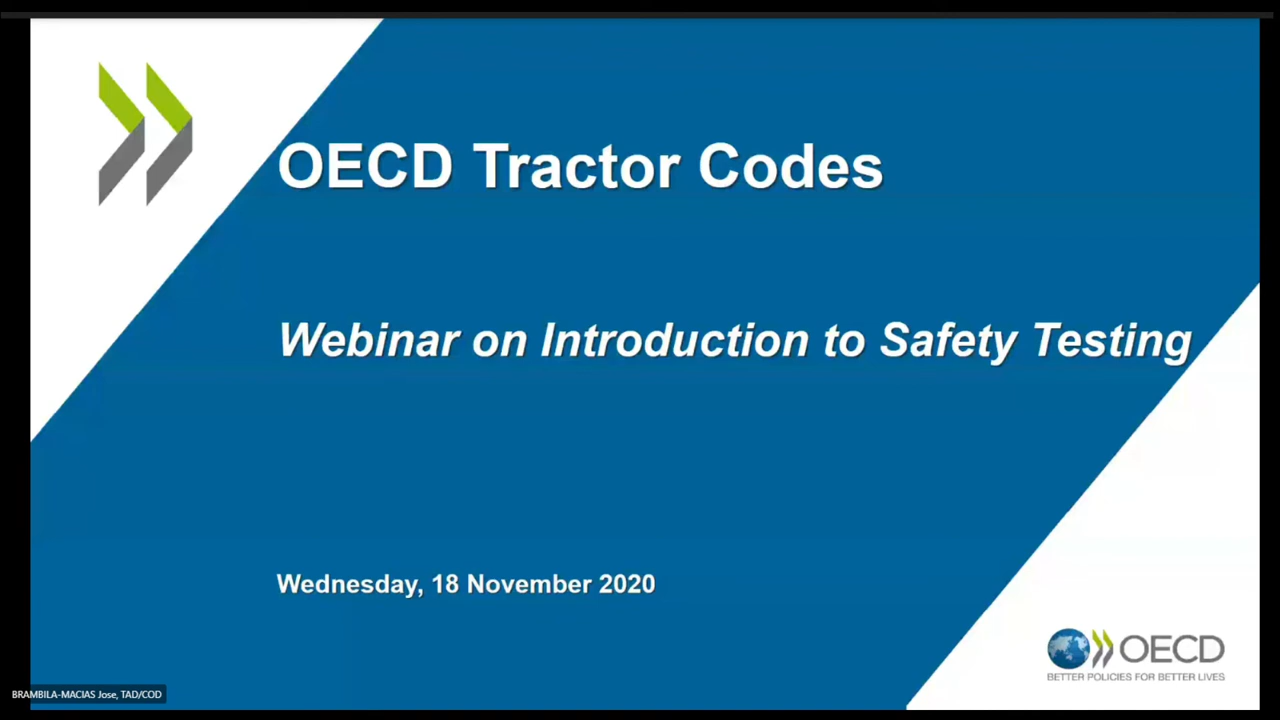 OECD Tractor Codes
Webinar on Introduction to Safety Testing
Wednesday, 18 November 2020
OECD
BETTER POLICIES FOR BETTER LIVES
BRAMBILA-MACIAS Jose, TAD/COD